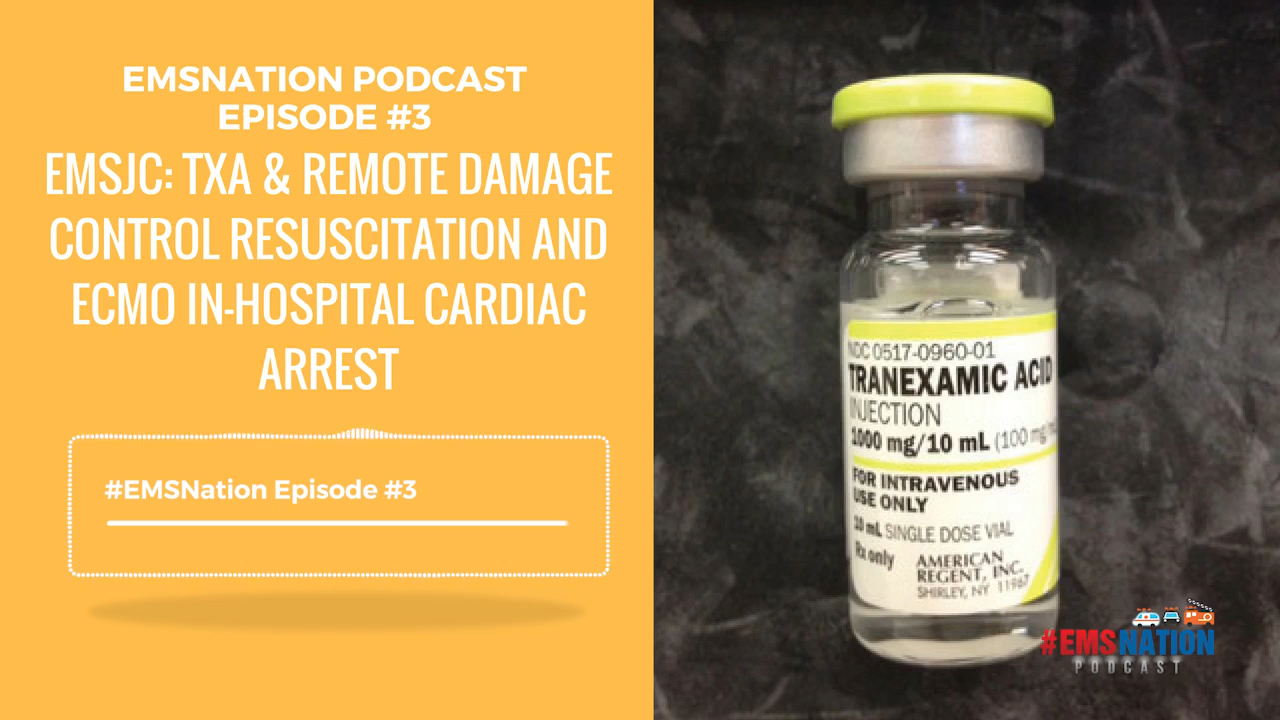 EMSNATION PODCAST
EPISODE #3
EMSJC: TXA & REMOTE DAMAGE
CONTROL RESUSCITATION AND
ECMO IN-HOSPITAL CARDIAC
ARREST
#EMSNation Episode #3
NDC 0517-0960-01
TRANEXAMIC ACID
INJECTION
1000 mg/10 mL (100 mg/
FOR INTRAVENOUS
USE ONLY
10 mL SINGLE DOSE VIAL
Rx only
AMERICAN
REGENT, INC.
SHIRLEY, NY 11967
#EMSNATION
PODCAST